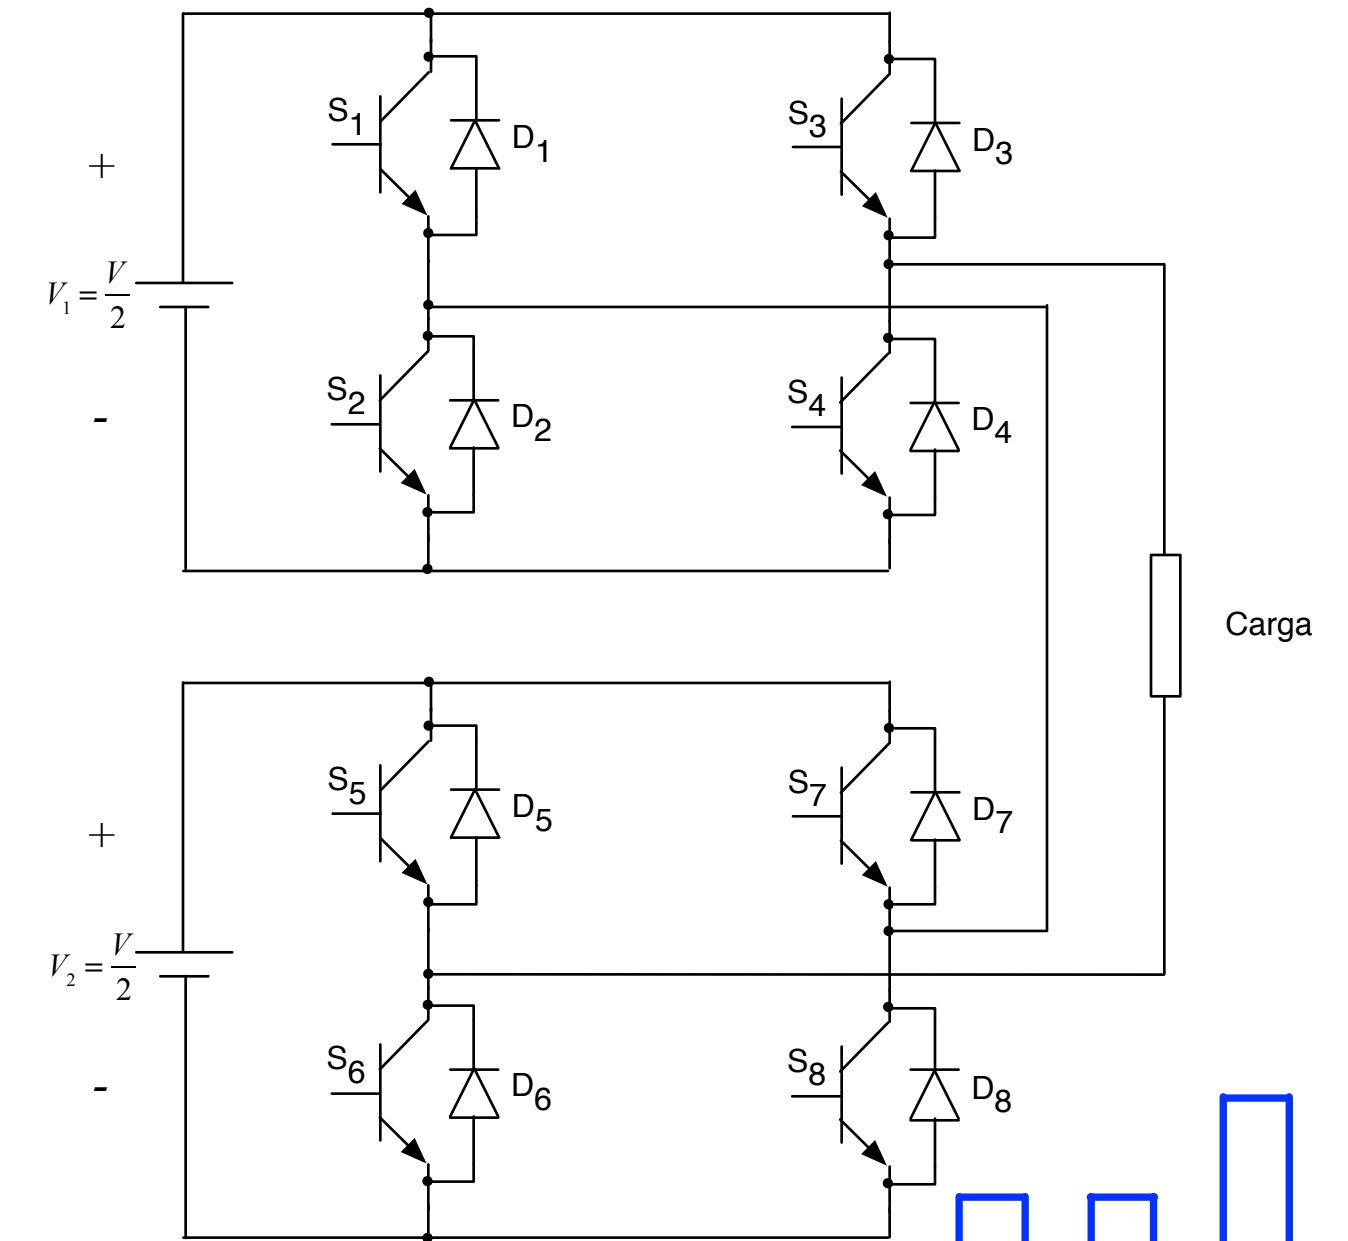 S1
D1
S3
D3
+
V1 = V/2
-
S2
D2
S4
D4
Carga
S5
D5
S7
D7
+
V2 = V/2
-
S6
D6
S8
D8